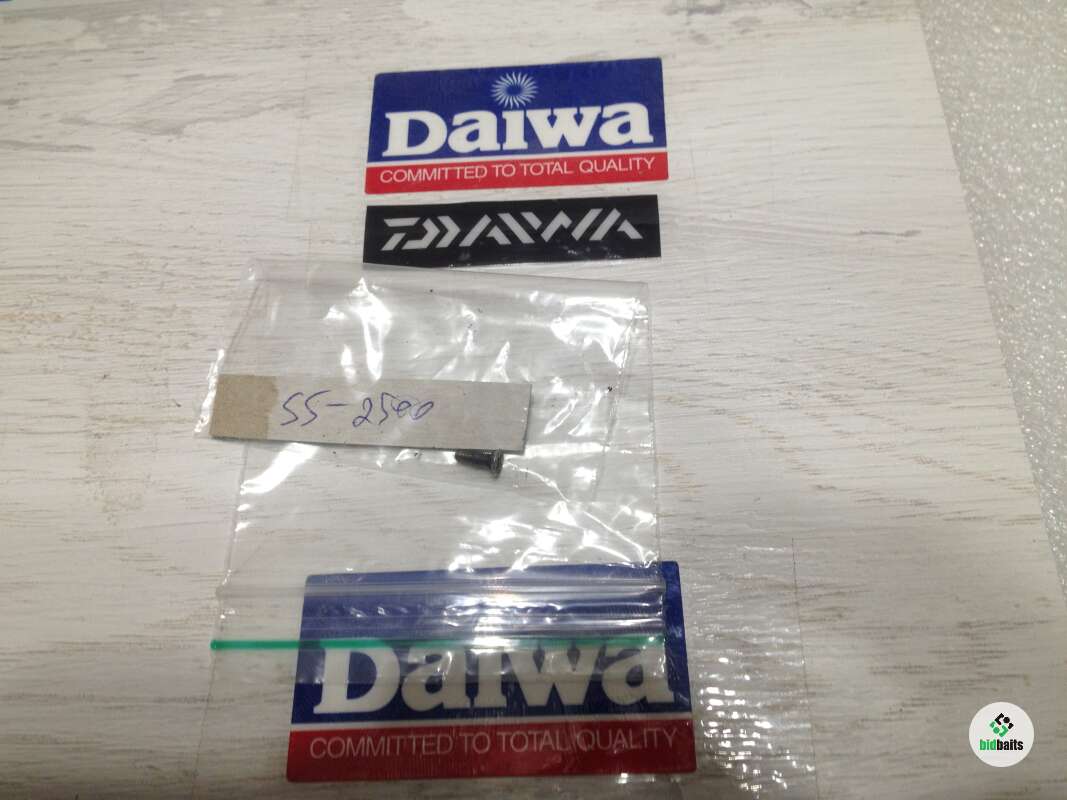 Daiwa
COMMITTED TO TOTAL QUALITY
DAIWA
SS-2500
Daiwa
COMMITTED TO TOTAL QUALITY
bidbaits